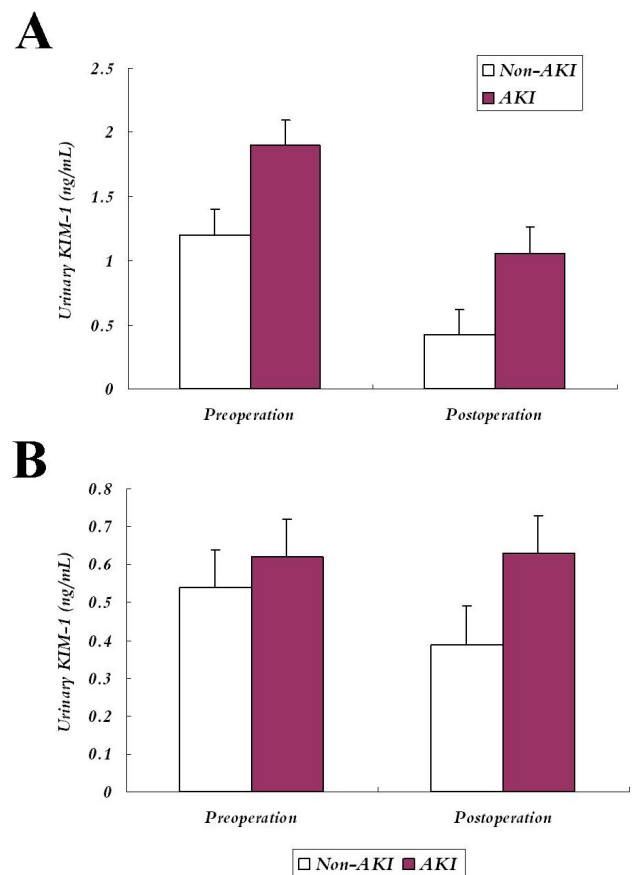 A
Non-AKI
AKI
Urinary KIM-1 (ng/mL)
2.5
2
1.5
1
0.5
0
Preoperation Postoperation
B
Urinary KIM-1 (ng/mL)
0.8
0.7
0.6
0.5
0.4
0.3
0.2
0.1
0
Preoperation Postoperation
Non-AKI AKI